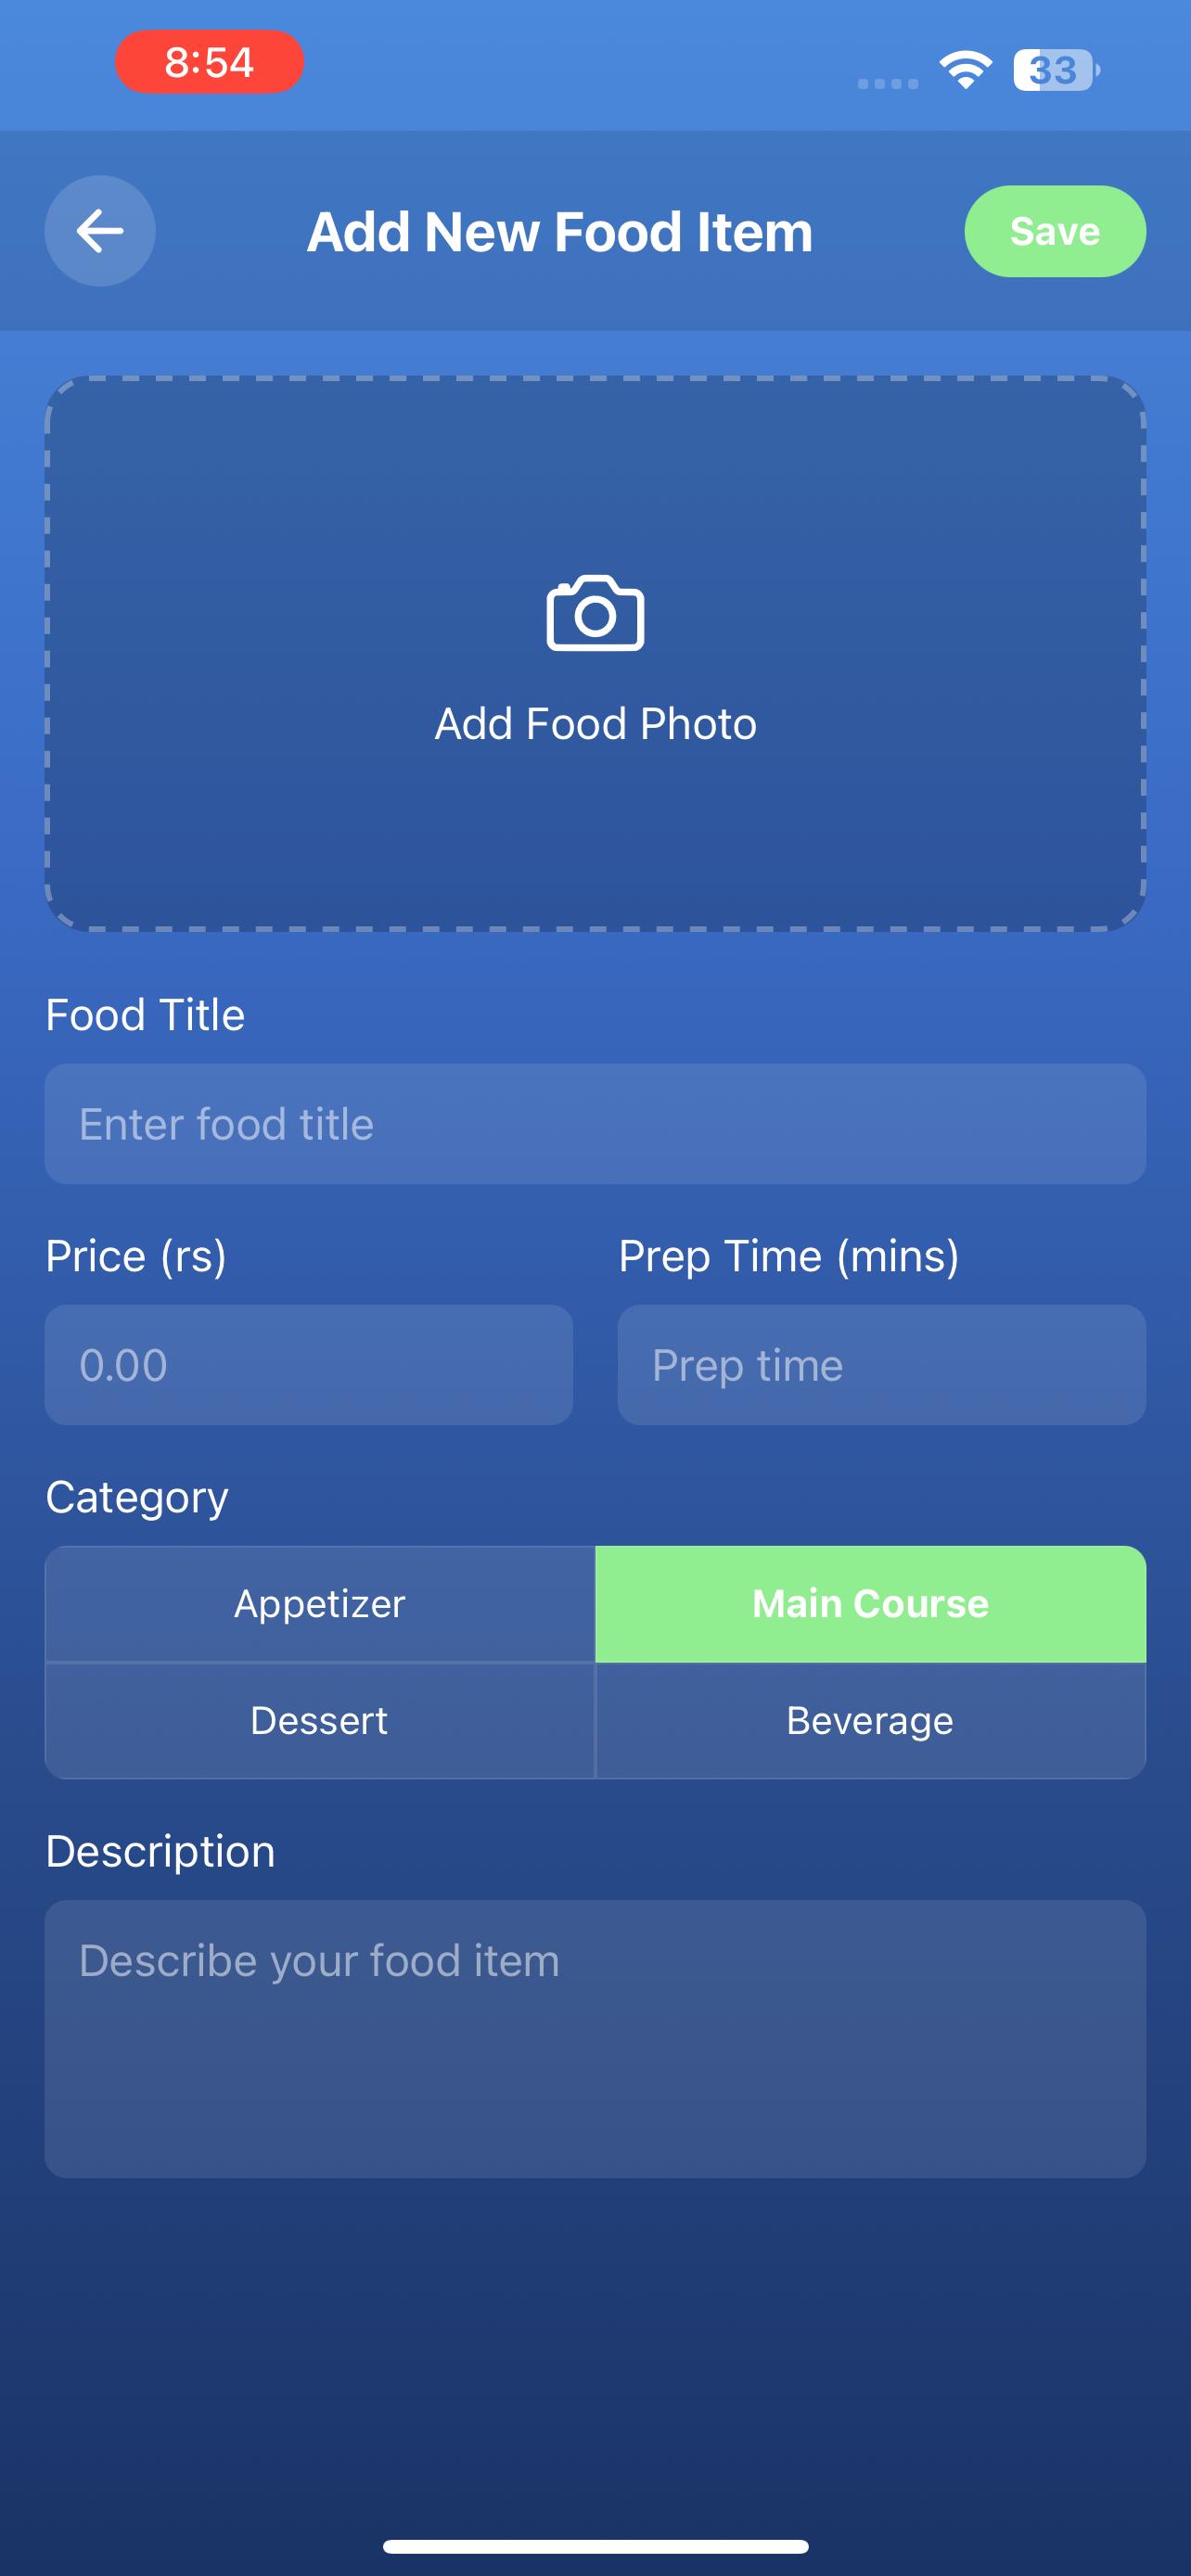 8:54
33
Add New Food Item
Save
Add Food Photo
Food Title
Enter food title
Price (rs) Prep Time (mins)
0.00 Prep time
Category
Appetizer Main Course
Dessert Beverage
Description
Describe your food item